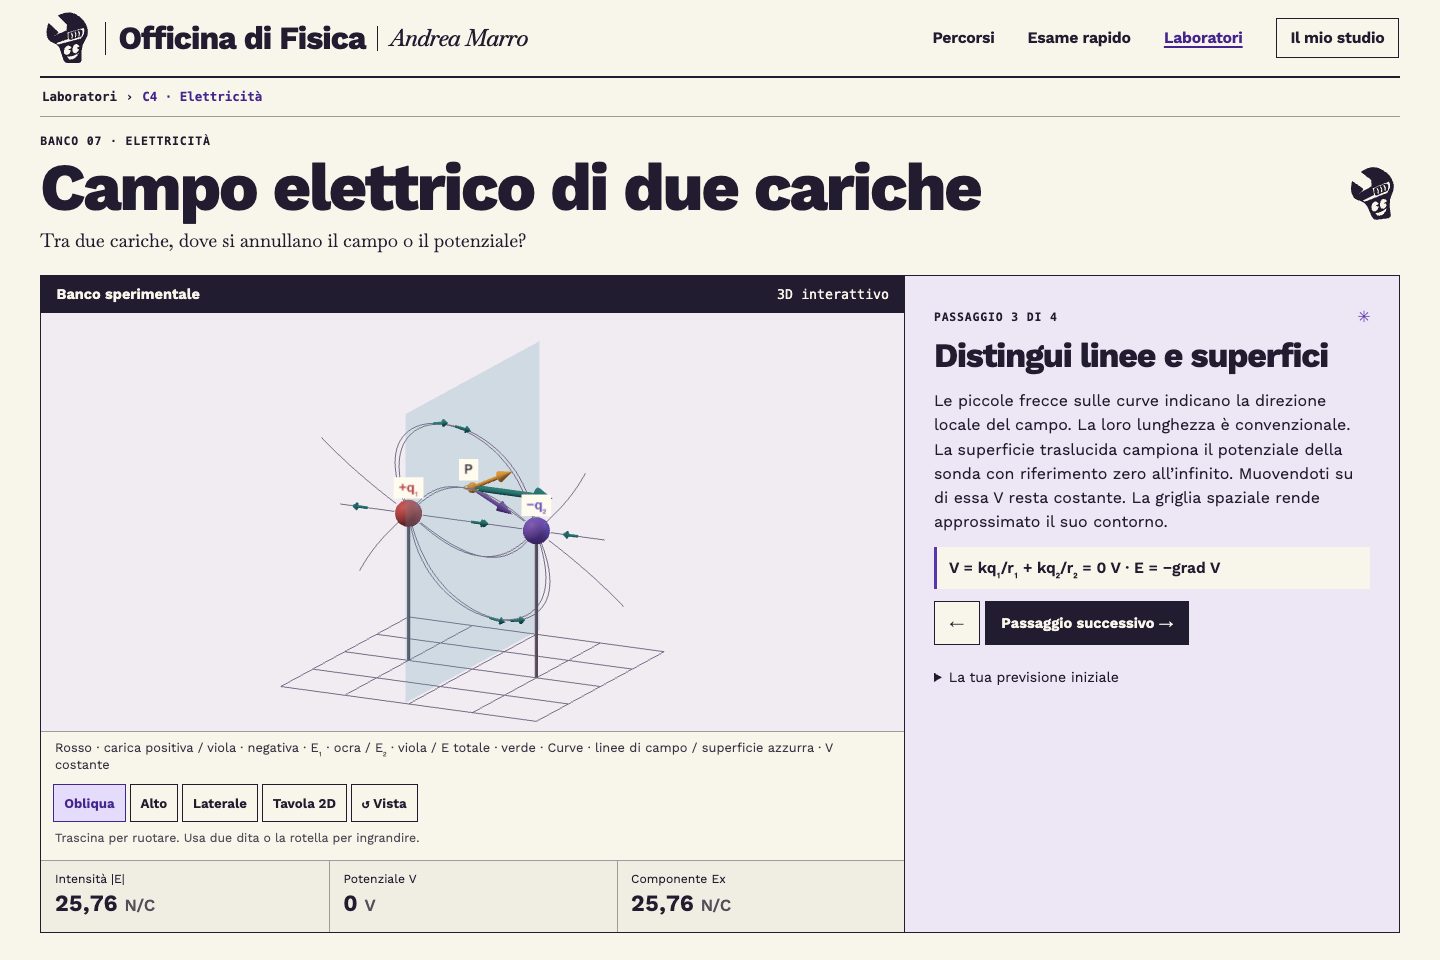 Officina di Fisica
Andrea Marro
Percorsi
Esame rapido
Laboratori
Il mio studio
Laboratori › C4 · Elettricità
BANCO 07 · ELETTRICITÀ
Campo elettrico di due cariche
Tra due cariche, dove si annullano il campo o il potenziale?
Banco sperimentale
3D interattivo
P
+q₁
−q₂
Rosso · carica positiva / viola · negativa · E₁ · ocra / E₂ · viola / E totale · verde · Curve · linee di campo / superficie azzurra · V
costante
Obliqua
Alto
Laterale
Tavola 2D
↺ Vista
Trascina per ruotare. Usa due dita o la rotella per ingrandire.
Intensità |E|
25,76 N/C
Potenziale V
0 V
Componente Ex
25,76 N/C
PASSAGGIO 3 DI 4
Distingui linee e superfici
Le piccole frecce sulle curve indicano la direzione
locale del campo. La loro lunghezza è convenzionale.
La superficie traslucida campiona il potenziale della
sonda con riferimento zero all’infinito. Muovendoti su
di essa V resta costante. La griglia spaziale rende
approssimato il suo contorno.
V = kq₁/r₁ + kq₂/r₂ = 0 V · E = −grad V
←
Passaggio successivo →
▶ La tua previsione iniziale